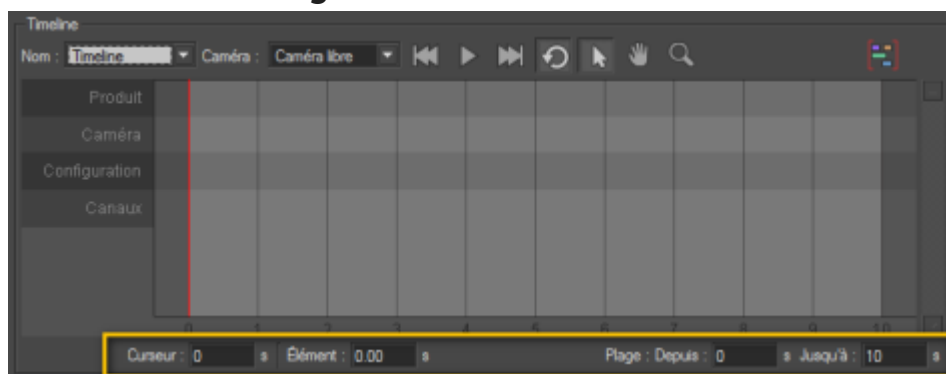 Timeline
Nom : Timeline Caméra : Caméra libre
Produit
Caméra
Configuration
Canaux
0 1 2 3 4 5 6 7 8 9 10
Curseur : 0 s Élément : 0.00 s Plage : Depuis : 0 s Jusqu'à : 10 s